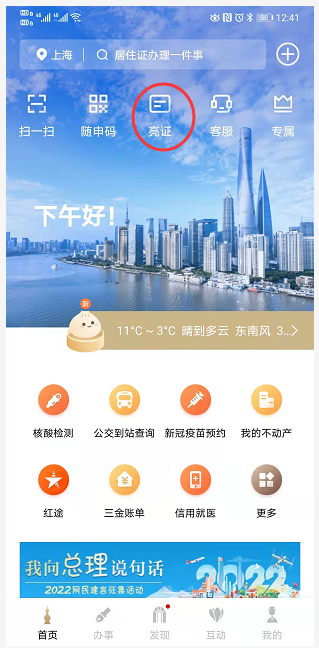 HD 46 46 58 12:41
上海 居住证办理一件事
扫一扫 随申码 亮证 客服 专属
下午好!
新
11°C ~ 3°C 晴到多云 东南风 3...
核酸检测 公交到站查询 新冠疫苗预约 我的不动产
红途 三金账单 信用就医 更多
我向总理说句话
2022网民建言征集活动
2022
首页 办事 发现 互动 我的